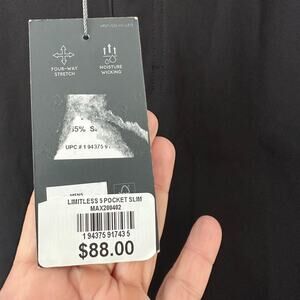 FOUR-WAY
STRETCH
MOISTURE
WICKING
UPC # 1 94375 9
LIMITLESS 5 POCKET SLIM
MAX200402
1 94375 91743 5
$88.00